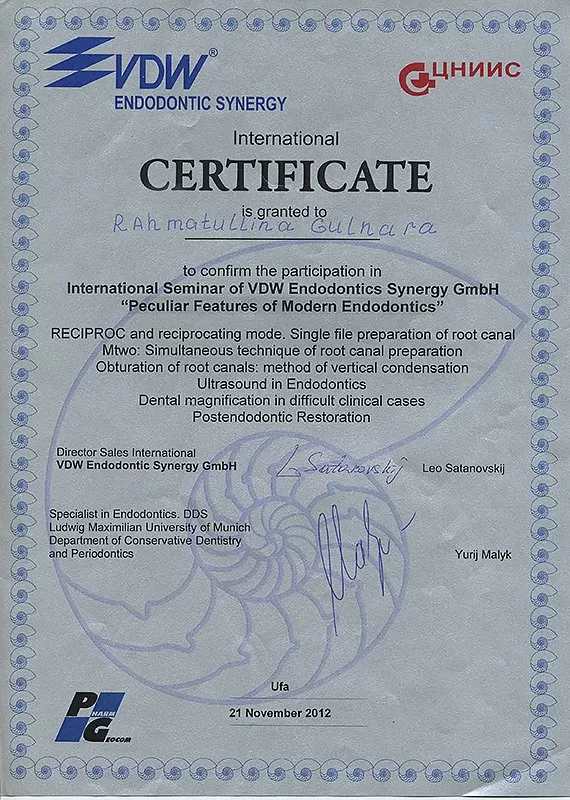 VDW®
ENDODONTIC SYNERGY
ЦНИИС
International
CERTIFICATE
is granted to
RAhmatullina Gulnara
to confirm the participation in
International Seminar of VDW Endodontics Synergy GmbH
“Peculiar Features of Modern Endodontics”
RECIPROC and reciprocating mode. Single file preparation of root canal
Mtwo: Simultaneous technique of root canal preparation
Obturation of root canals: method of vertical condensation
Ultrasound in Endodontics
Dental magnification in difficult clinical cases
Postendodontic Restoration
Director Sales International
VDW Endodontic Synergy GmbH
L. Satanovskij
Leo Satanovskij
Specialist in Endodontics. DDS
Ludwig Maximilian University of Munich
Department of Conservative Dentistry
and Periodontics
Yurij Malyk
Ufa
21 November 2012
PHARM
GEOCOM